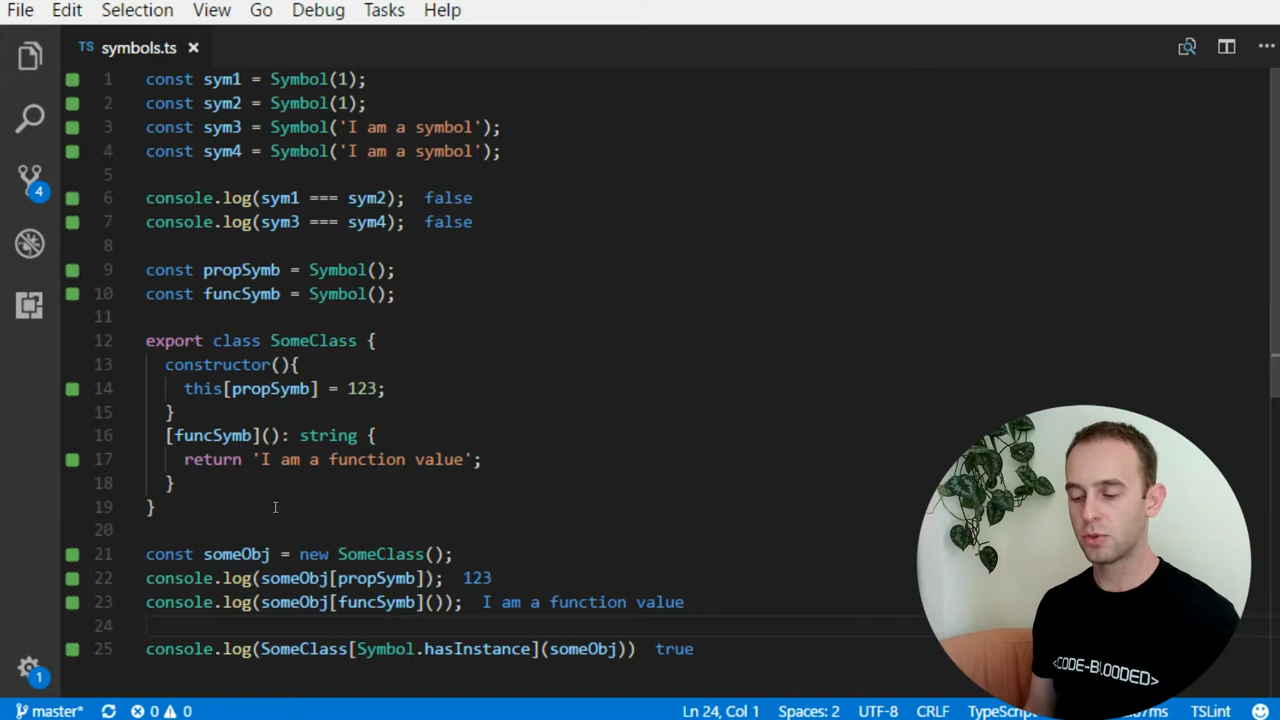 File Edit Selection View Go Debug Tasks Help
TS symbols.ts ×
1 const sym1 = Symbol(1);
2 const sym2 = Symbol(1);
3 const sym3 = Symbol('I am a symbol');
4 const sym4 = Symbol('I am a symbol');
5
6 console.log(sym1 === sym2); false
7 console.log(sym3 === sym4); false
8
9 const propSymb = Symbol();
10 const funcSymb = Symbol();
11
12 export class SomeClass {
13 constructor(){
14 this[propSymb] = 123;
15 }
16 [funcSymb](): string {
17 return 'I am a function value';
18 }
19 }
20
21 const someObj = new SomeClass();
22 console.log(someObj[propSymb]); 123
23 console.log(someObj[funcSymb]()); I am a function value
24
25 console.log(SomeClass[Symbol.hasInstance](someObj)) true
4
1
<CODE-BLOODED>
master* 0 0 Ln 24, Col 1 Spaces: 2 UTF-8 CRLF TypeScrip ms TSLint